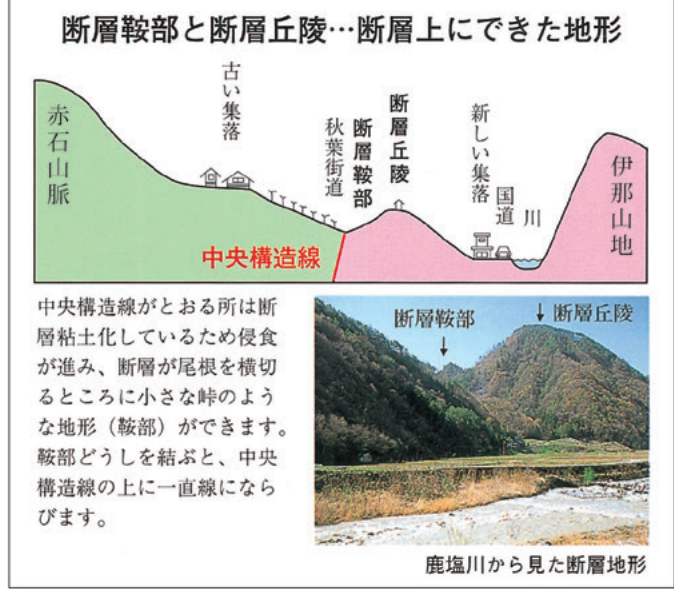 断層鞍部と断層丘陵…断層上にできた地形
赤石山脈
古い集落
秋葉街道
断層鞍部
断層丘陵
新しい集落
国道
川
伊那山地
中央構造線
中央構造線がとおる所は断
層粘土化しているため侵食
が進み、断層が尾根を横切
るところに小さな峠のよう
な地形（鞍部）ができます。
鞍部どうしを結ぶと、中央
構造線の上に一直線になら
びます。
断層鞍部
↓
↓断層丘陵
鹿塩川から見た断層地形